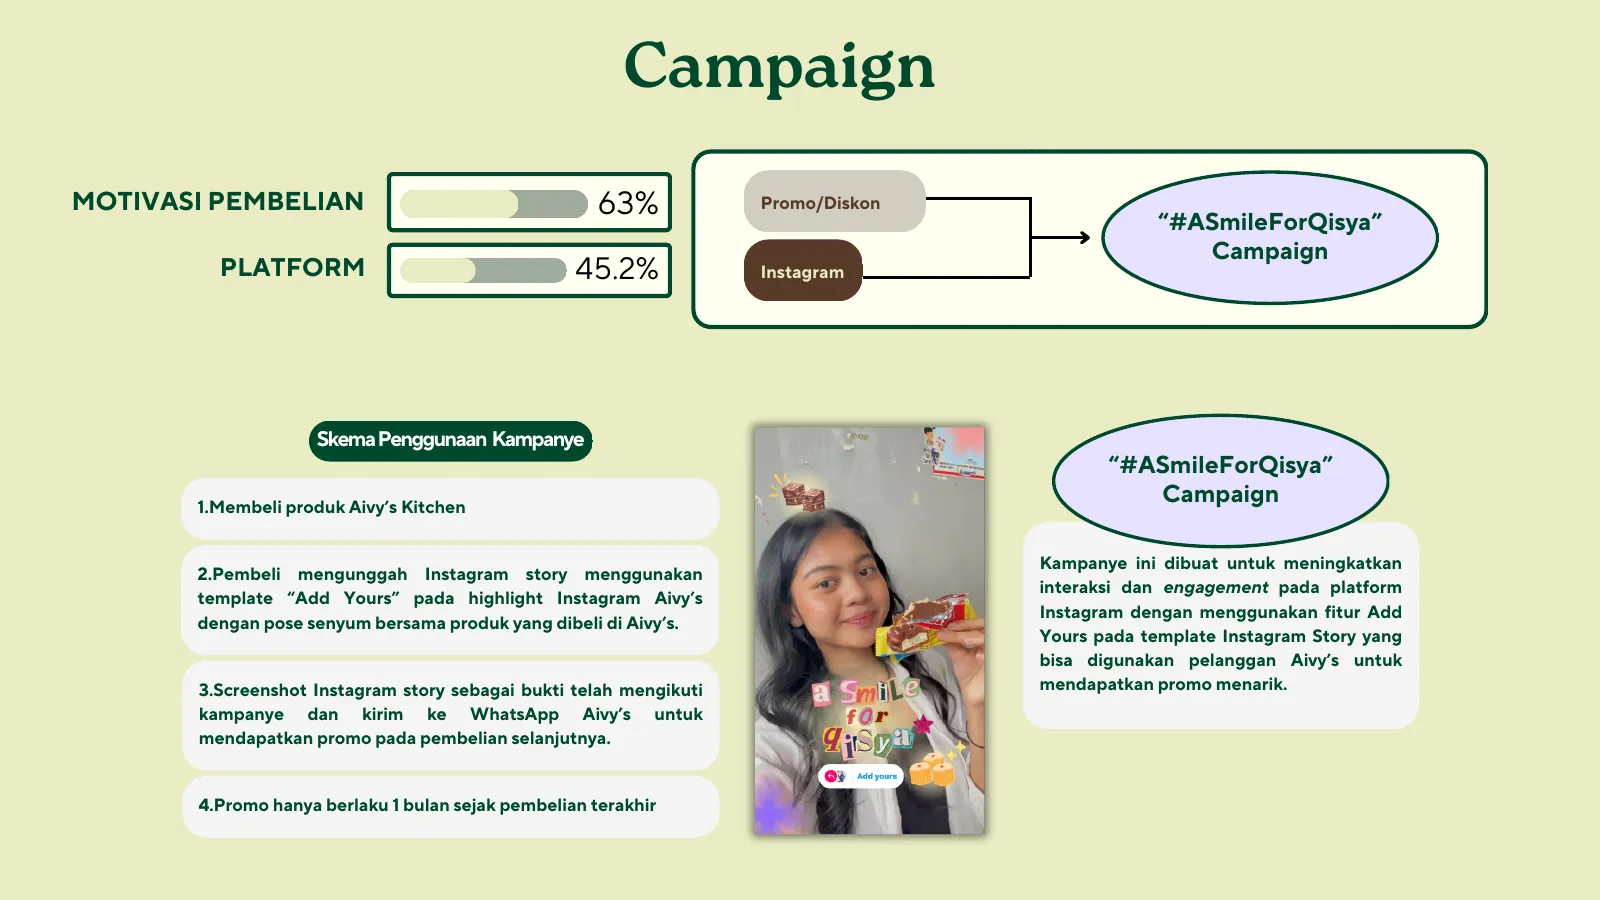 Campaign
MOTIVASI PEMBELIAN
63%
PLATFORM
45.2%
Promo/Diskon
Instagram
“#ASmileForQisya”
Campaign
Skema Penggunaan Kampanye
1.Membeli produk Aivy’s Kitchen
2.Pembeli mengunggah Instagram story menggunakan
template “Add Yours” pada highlight Instagram Aivy’s
dengan pose senyum bersama produk yang dibeli di Aivy’s.
3.Screenshot Instagram story sebagai bukti telah mengikuti
kampanye dan kirim ke WhatsApp Aivy’s untuk
mendapatkan promo pada pembelian selanjutnya.
4.Promo hanya berlaku 1 bulan sejak pembelian terakhir
a smiLe
for
qiSya
Add yours
“#ASmileForQisya”
Campaign
Kampanye ini dibuat untuk meningkatkan
interaksi dan engagement pada platform
Instagram dengan menggunakan fitur Add
Yours pada template Instagram Story yang
bisa digunakan pelanggan Aivy’s untuk
mendapatkan promo menarik.